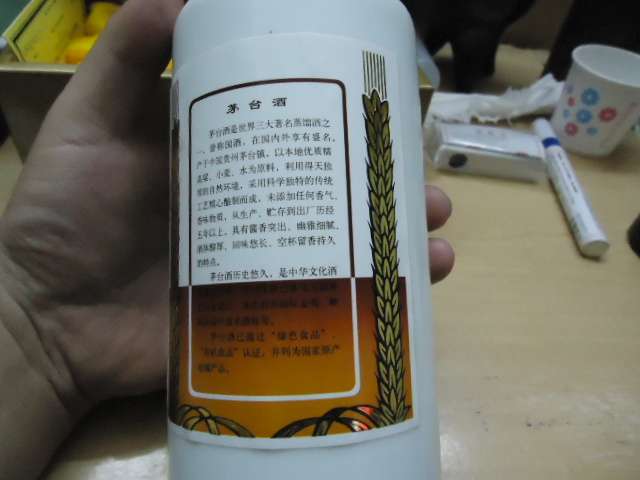 茅台酒
茅台酒是世界三大著名蒸馏酒之
一，誉称国酒，在国内外享有盛名。
产于中国贵州茅台镇，以本地优质糯
高粱、小麦、水为原料，利用得天独
厚的自然环境，采用科学独特的传统
工艺精心酿制而成，未添加任何香气、
香味物质，从生产、贮存到出厂历经
五年以上，具有酱香突出、幽雅细腻、
酒体醇厚、回味悠长、空杯留香持久
的特点。
茅台酒历史悠久，是中华文化酒
茅台酒已通过“绿色食品”、
“有机食品”认证，并列为国家原产
地域产品。